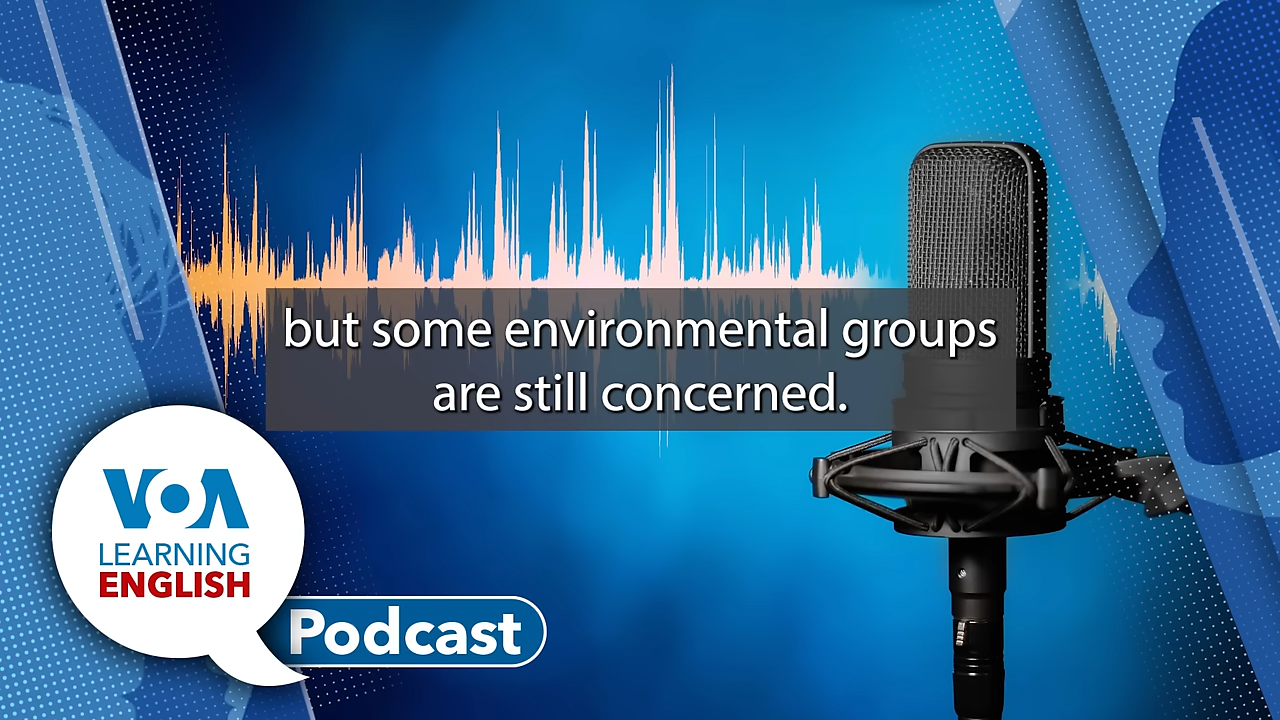 but some environmental groups
are still concerned.
VOA
LEARNING
ENGLISH
Podcast